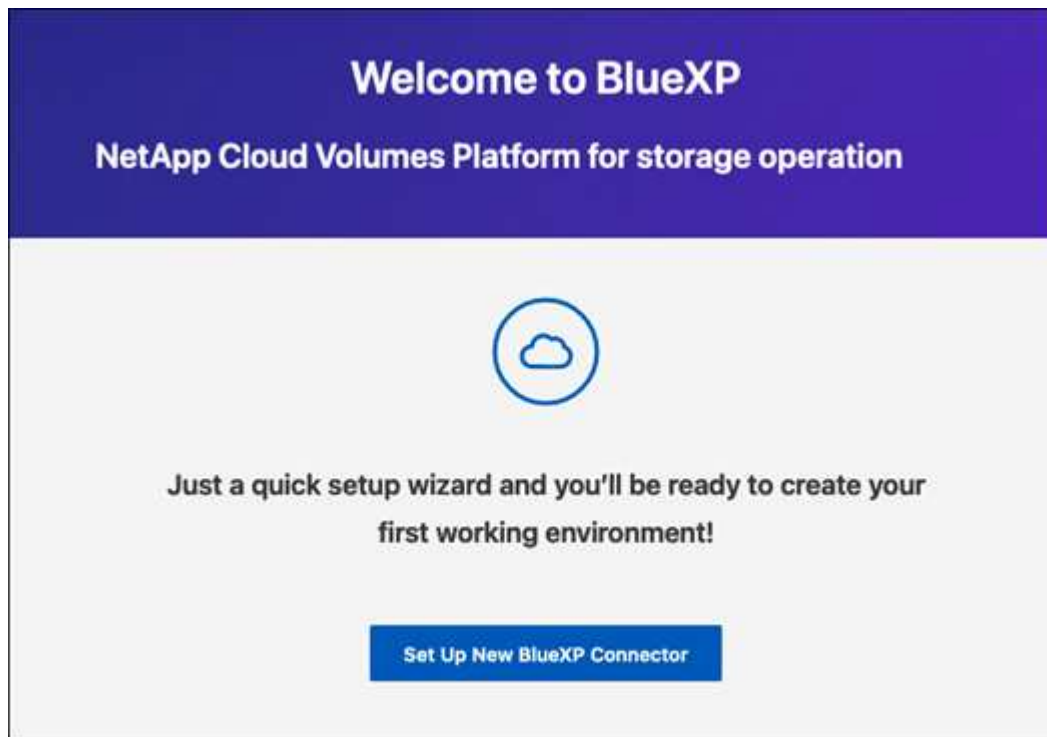 Welcome to BlueXP
NetApp Cloud Volumes Platform for storage operation
Just a quick setup wizard and you'll be ready to create your
first working environment!
Set Up New BlueXP Connector